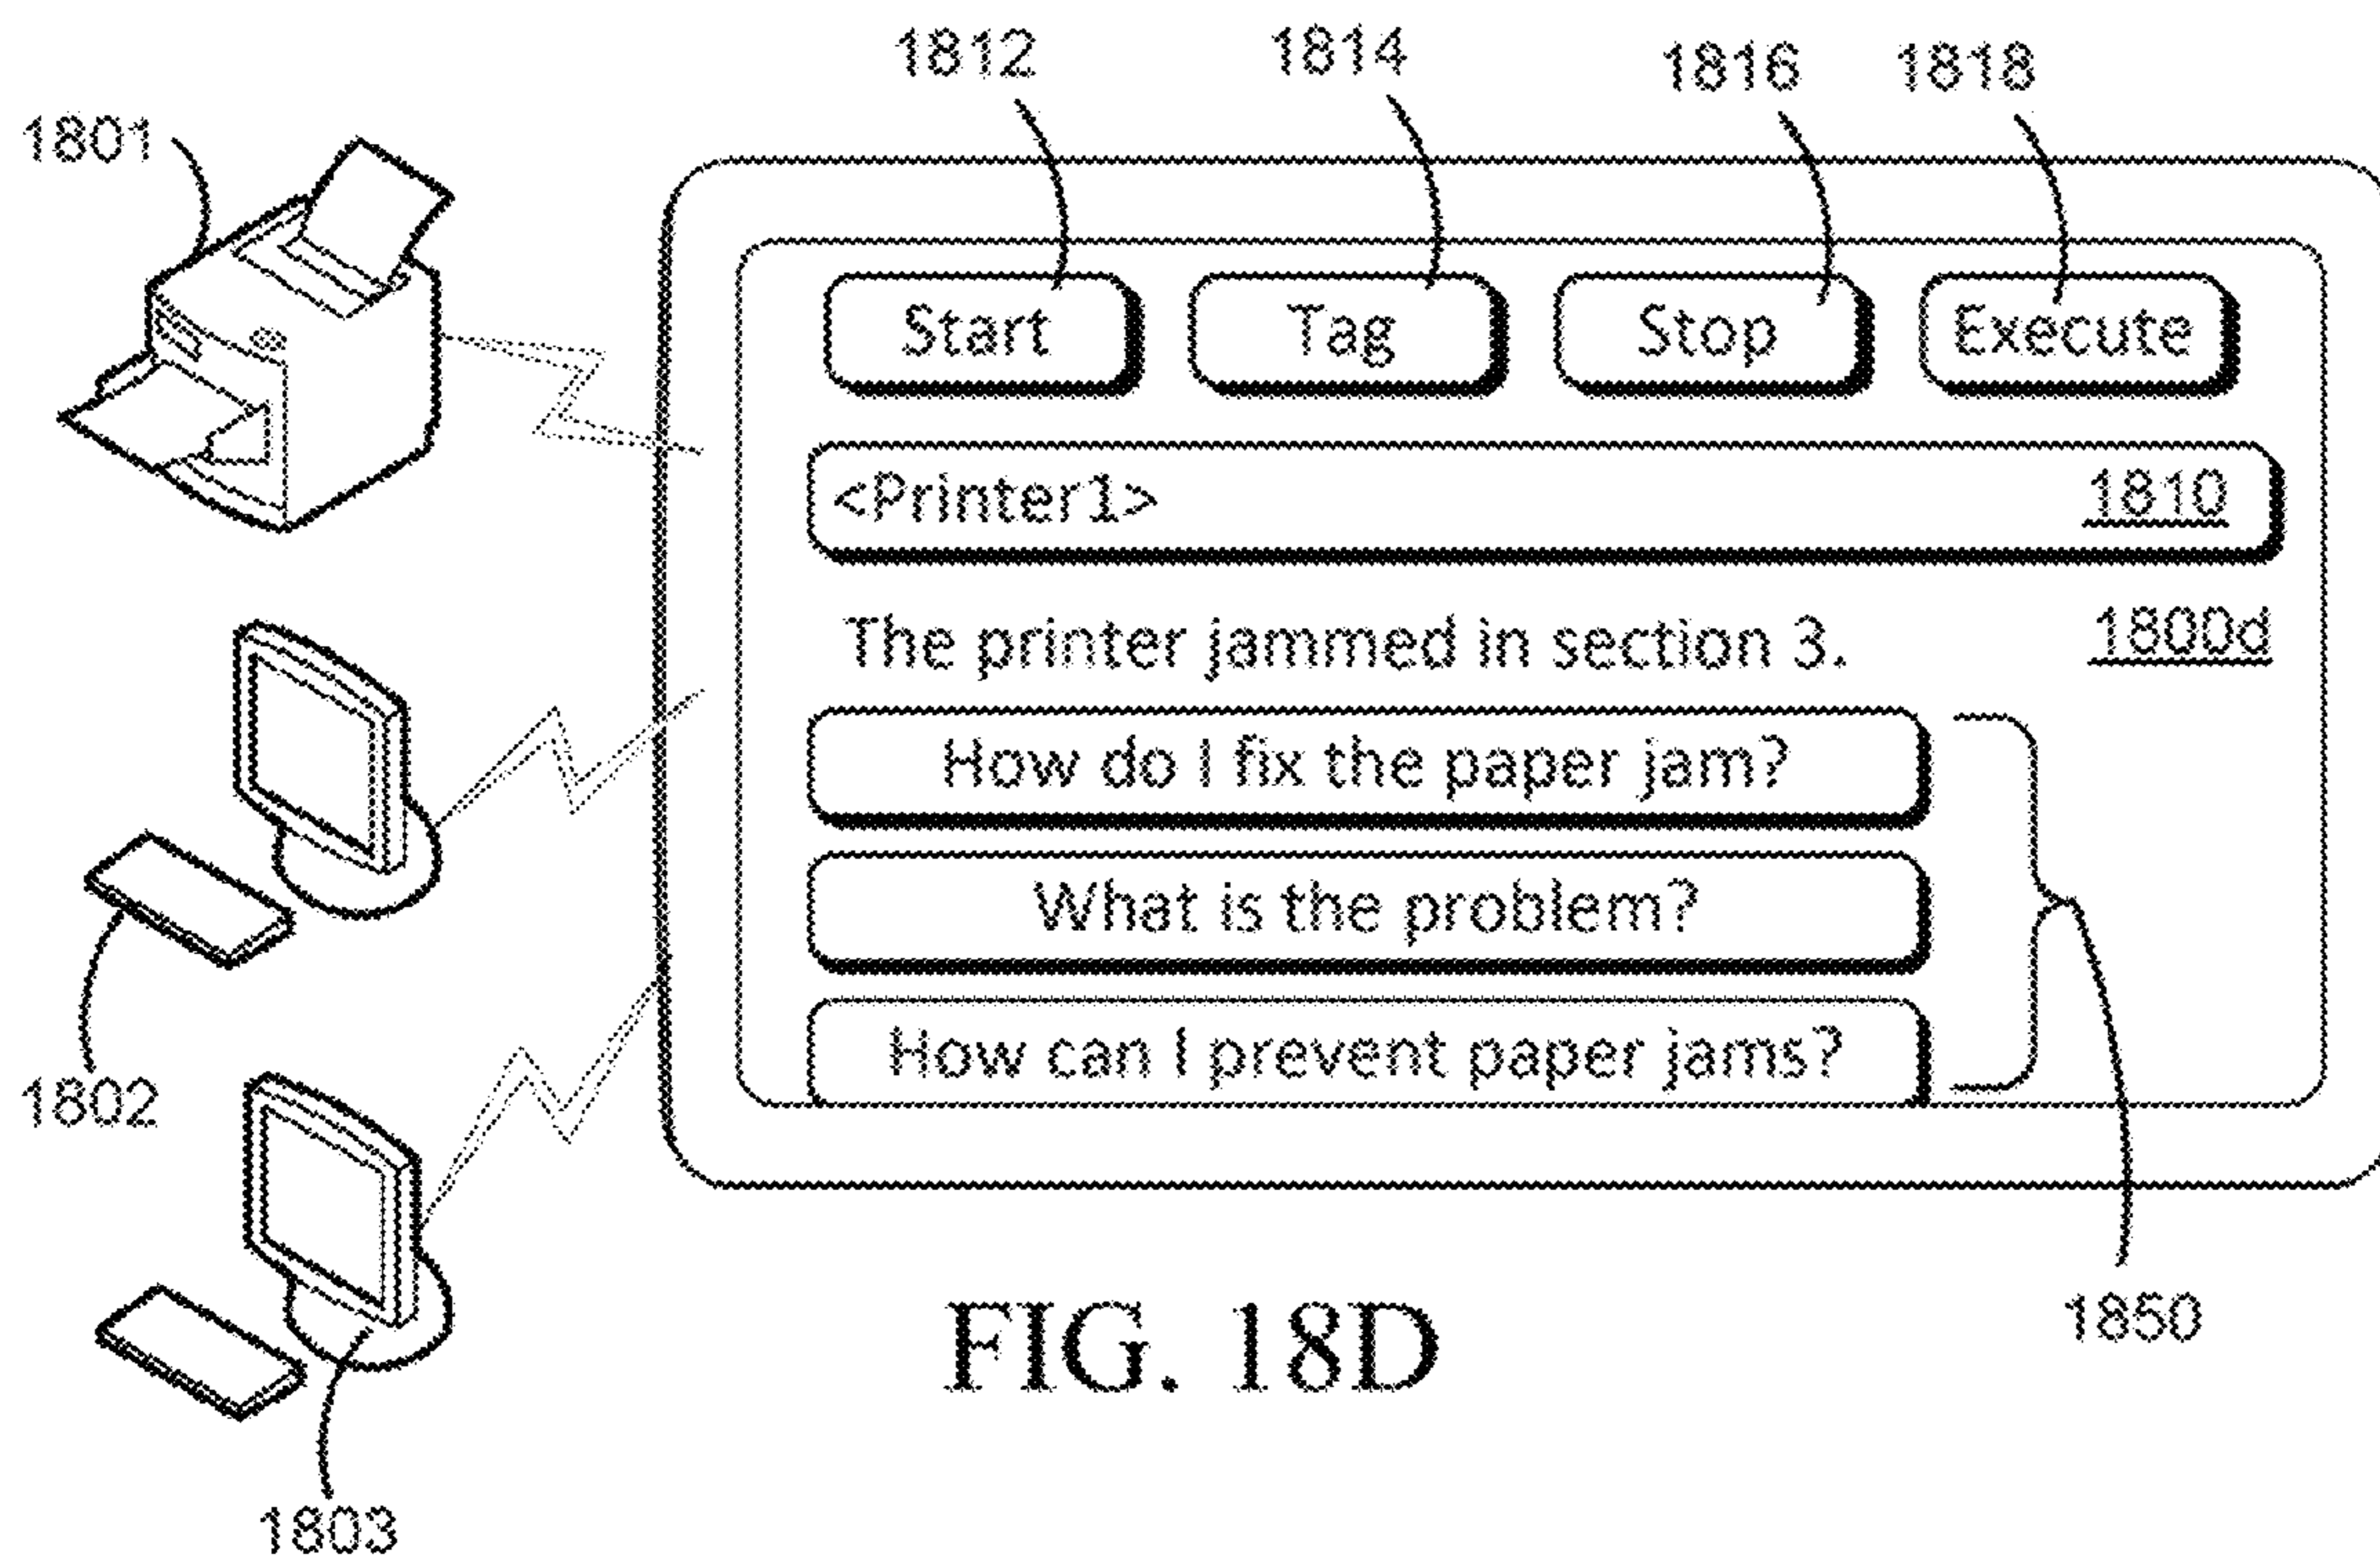 1812 1814 1816 1818
1801
Start Tag Stop Execute
<Printer1> 1810
The printer jammed in section 3. 1800d
How do I fix the paper jam?
What is the problem?
How can I prevent paper jams?
1802
1850
FIG. 18D
1803